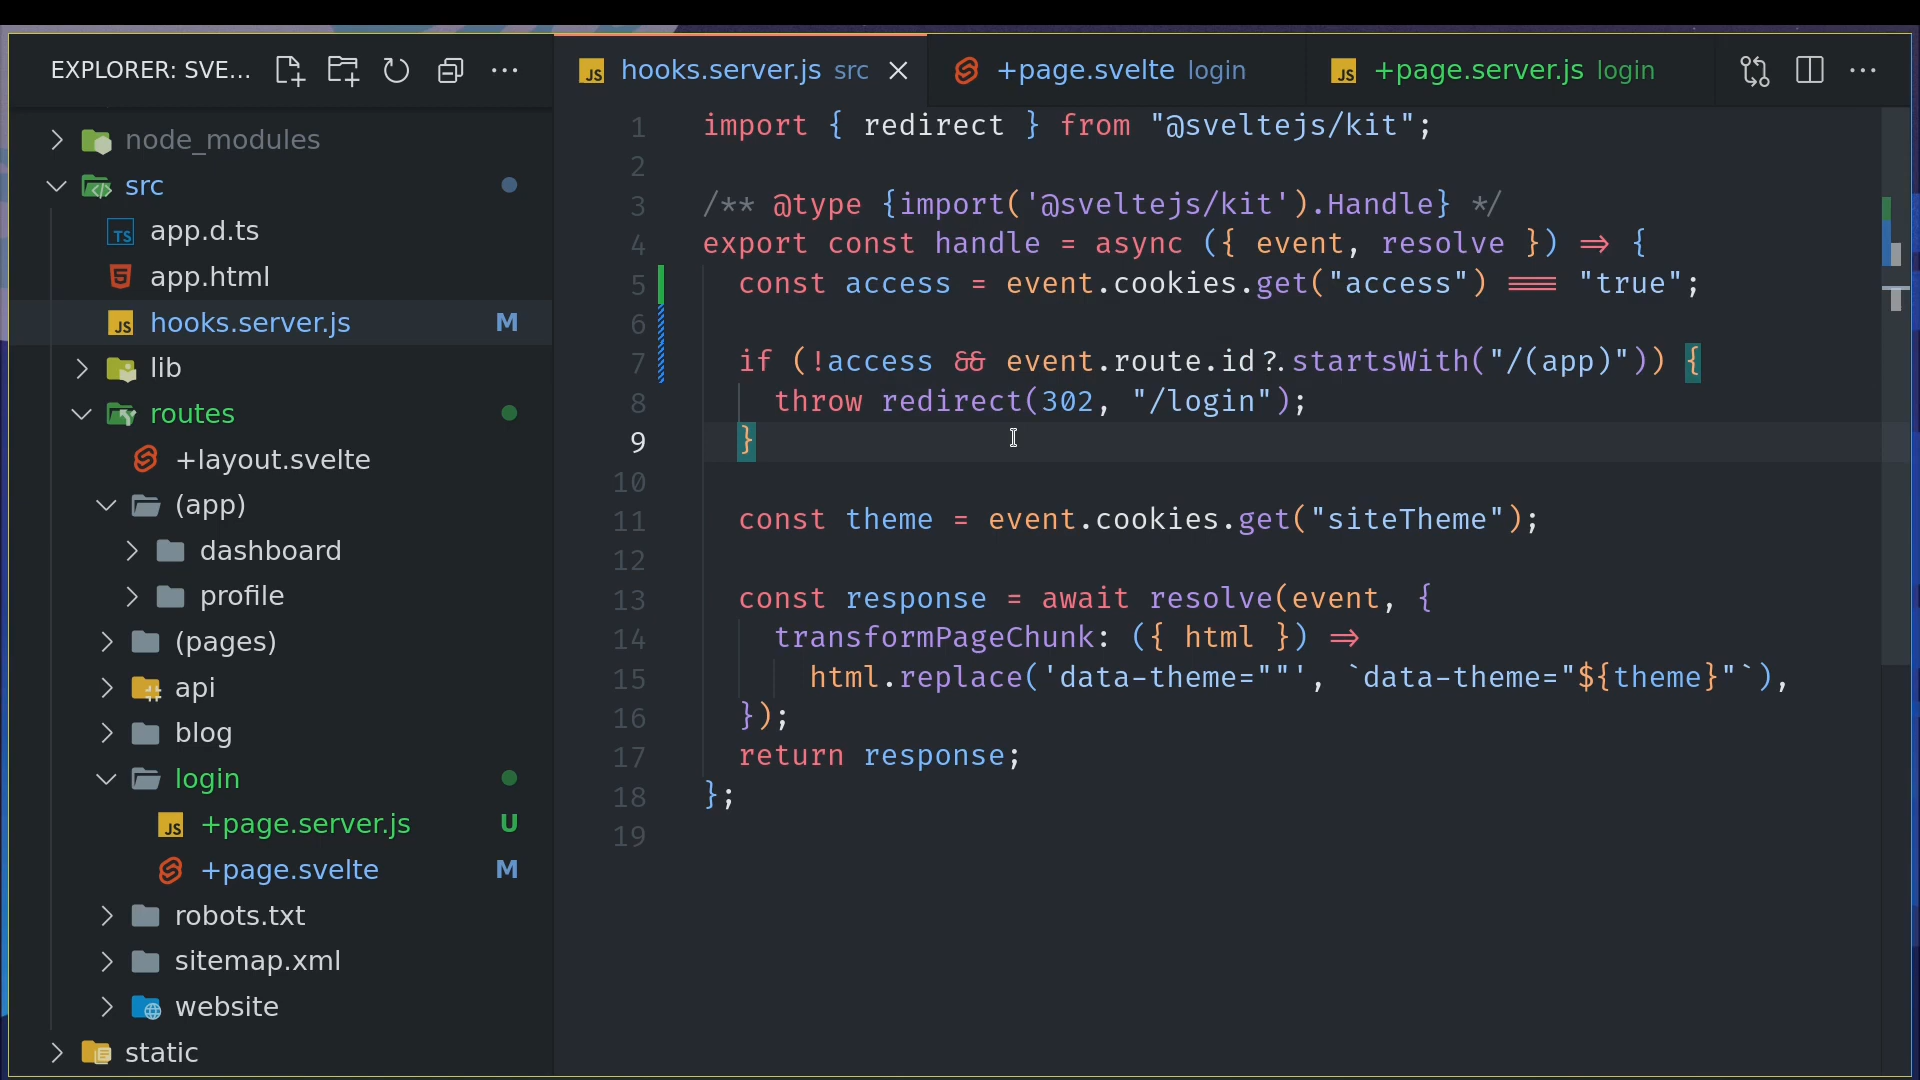 EXPLORER: SVE...
node_modules
src
app.d.ts
app.html
hooks.server.js M
lib
routes
+layout.svelte
(app)
dashboard
profile
(pages)
api
blog
login
+page.server.js U
+page.svelte M
robots.txt
sitemap.xml
website
static
hooks.server.js src
+page.svelte login
+page.server.js login
1 import { redirect } from "@sveltejs/kit";
2
3 /** @type {import('@sveltejs/kit').Handle} */
4 export const handle = async ({ event, resolve }) => {
5 const access = event.cookies.get("access") === "true";
6
7 if (!access && event.route.id?.startsWith("/(app)")) {
8 throw redirect(302, "/login");
9 }
10
11 const theme = event.cookies.get("siteTheme");
12
13 const response = await resolve(event, {
14 transformPageChunk: ({ html }) =>
15 html.replace('data-theme=""', `data-theme="${theme}"`),
16 });
17 return response;
18 };
19